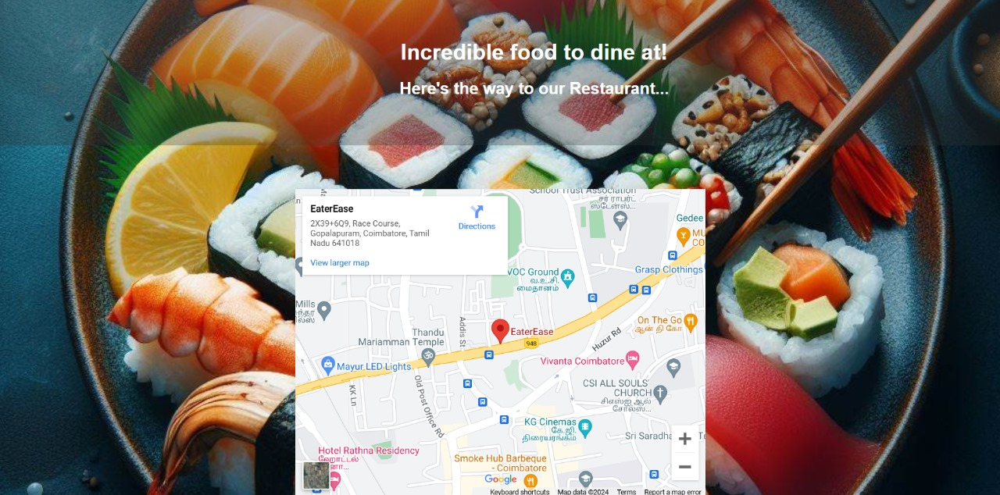 Incredible food to dine at!
Here's the way to our Restaurant...
EaterEase
2X39+6Q9, Race Course,
Gopalapuram, Coimbatore, Tamil
Nadu 641018
Directions
View larger map
School Trust Association
சர் ராபர்ட்
ஸ்டேனஸ்...
Gedee
MU
CO
Grasp Clothings
VOC Ground
வ.உ.சி.
மைதானம்
Mills
On The Go
ஆன் தி கோ
Addis St
EaterEase
948
Huzur Rd
Thandu
Mariamman Temple
Vivanta Coimbatore
Mayur LED Lights
KK Ln
Old Post Office Rd
CSI ALL SOULS'
CHURCH
சிஎஸ்ஐ ஆல்
சோல்ஸ்...
KG Cinemas
கே.ஜி.
திரையரங்கம்
Sri Saradha
Te
Hotel Rathna Residency
ஹோட்டல்
Smoke Hub Barbeque
- Coimbatore
Google
Keyboard shortcuts
Map data ©2024
Terms
Report a map error